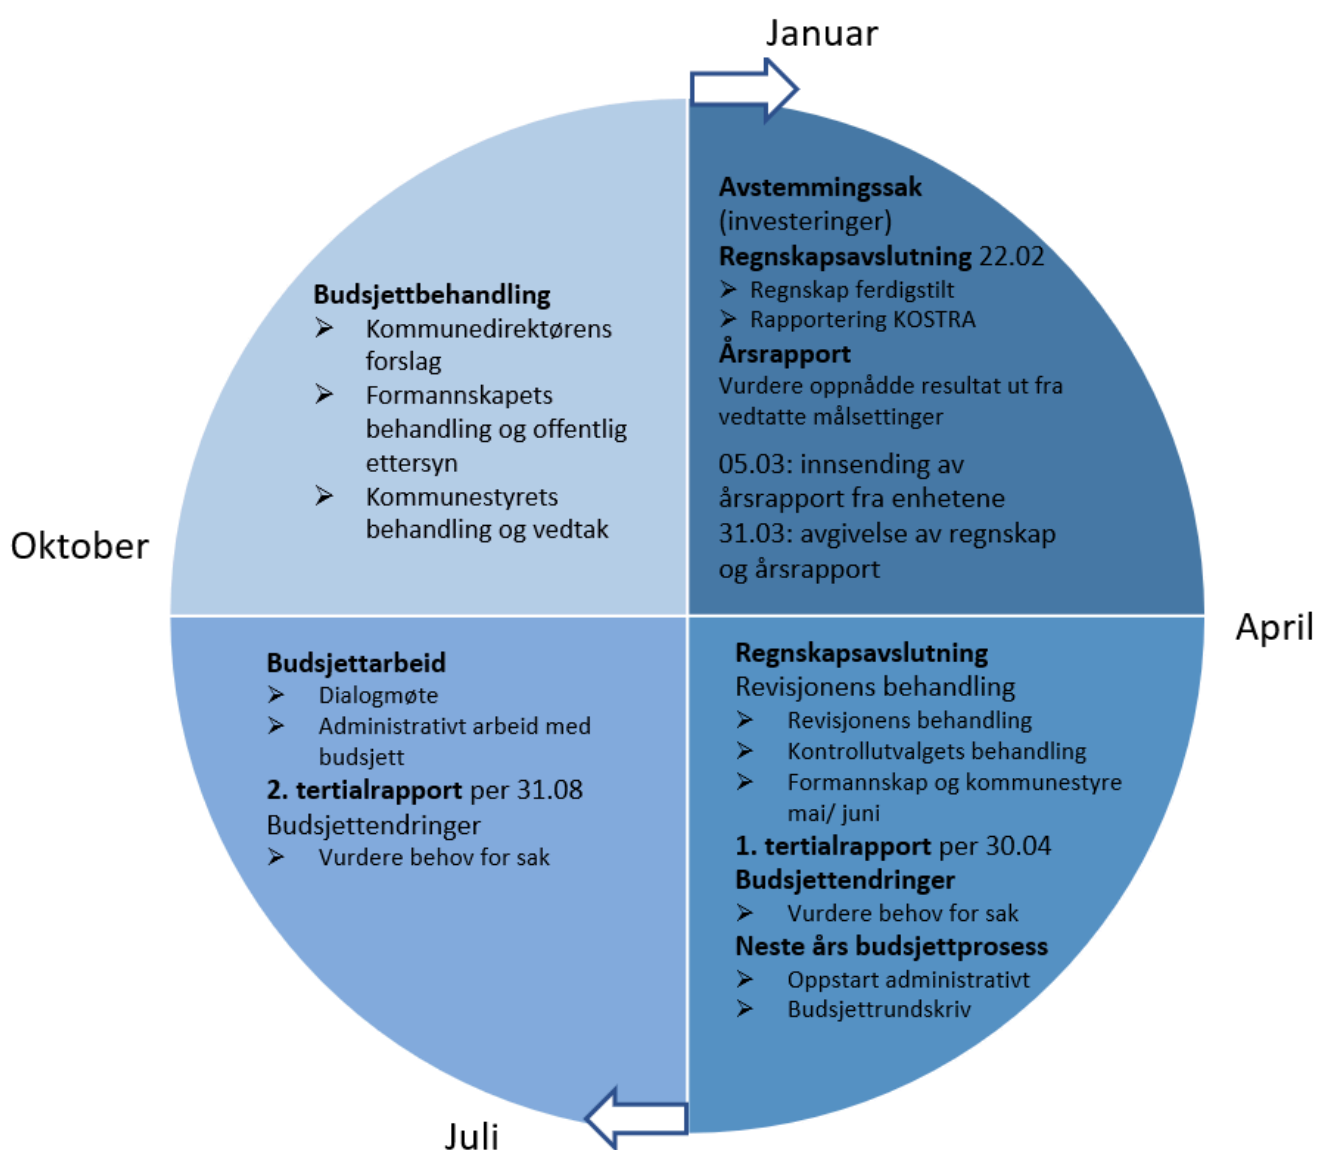 Januar
Avstemmingssak
(investeringer)
Regnskapsavslutning 22.02
➢ Regnskap ferdigstilt
➢ Rapportering KOSTRA
Årsrapport
Vurdere oppnådde resultat ut fra
vedtatte målsettinger
05.03: innsending av
årsrapport fra enhetene
31.03: avgivelse av regnskap
og årsrapport
April
Regnskapsavslutning
Revisjonens behandling
➢ Revisjonens behandling
➢ Kontrollutvalgets behandling
➢ Formannskap og kommunestyre
mai/ juni
1. tertialrapport per 30.04
Budsjettendringer
➢ Vurdere behov for sak
Neste års budsjettprosess
➢ Oppstart administrativt
➢ Budsjettrundskriv
Juli
Budsjettarbeid
➢ Dialogmøte
➢ Administrativt arbeid med
budsjett
2. tertialrapport per 31.08
Budsjettendringer
➢ Vurdere behov for sak
Oktober
Budsjettbehandling
➢ Kommunedirektørens
forslag
➢ Formannskapets
behandling og offentlig
ettersyn
➢ Kommunestyrets
behandling og vedtak